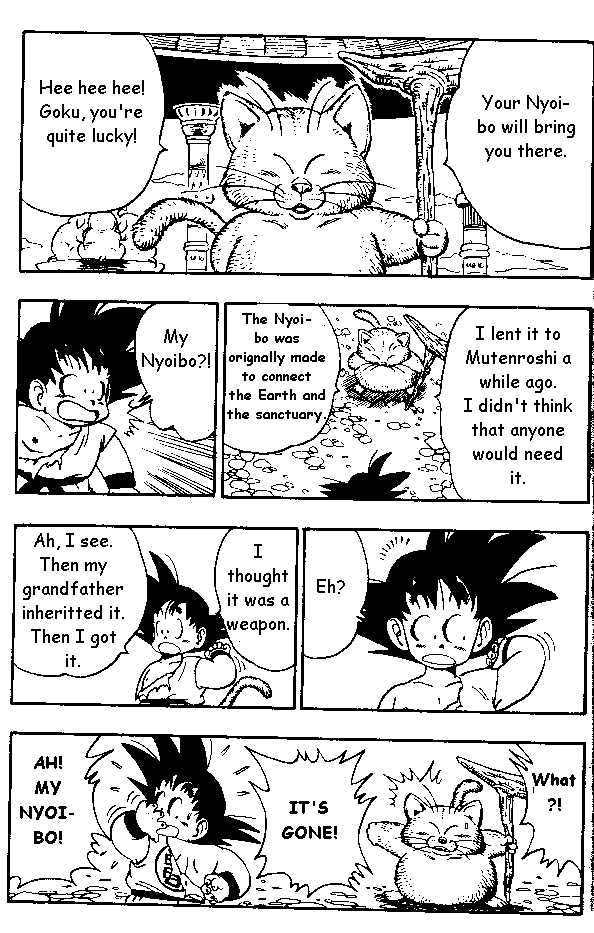 Hee hee hee!
Goku, you're
quite lucky!
Your Nyoi-
bo will bring
you there.
My
Nyoibo?!
The Nyoi-
bo was
orignally made
to connect
the Earth and
the sanctuary.
I lent it to
Mutenroshi a
while ago.
I didn't think
that anyone
would need
it.
Ah, I see.
Then my
grandfather
inheritted it.
Then I got
it.
I
thought
it was a
weapon.
Eh?
AH!
MY
NYOI-
BO!
IT'S
GONE!
What
?!